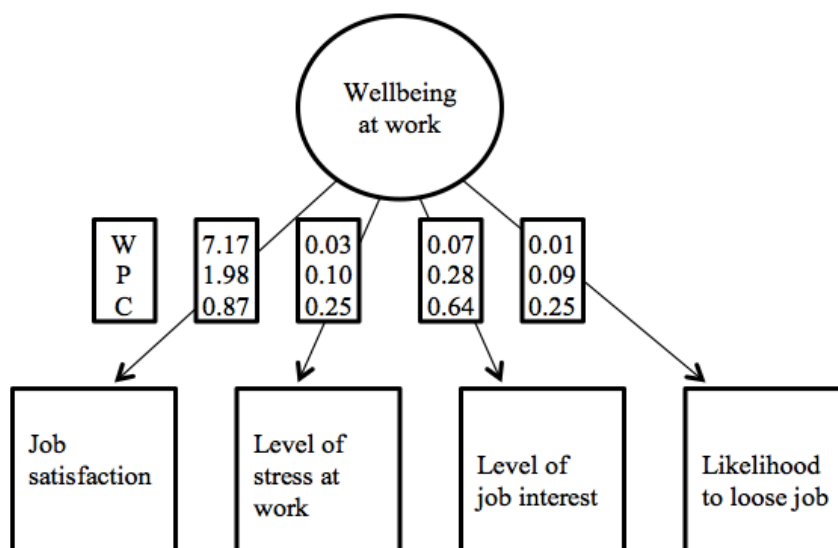 Wellbeing
at work
W
P
C
7.17
1.98
0.87
0.03
0.10
0.25
0.07
0.28
0.64
0.01
0.09
0.25
Job
satisfaction
Level of
stress at
work
Level of
job interest
Likelihood
to loose job